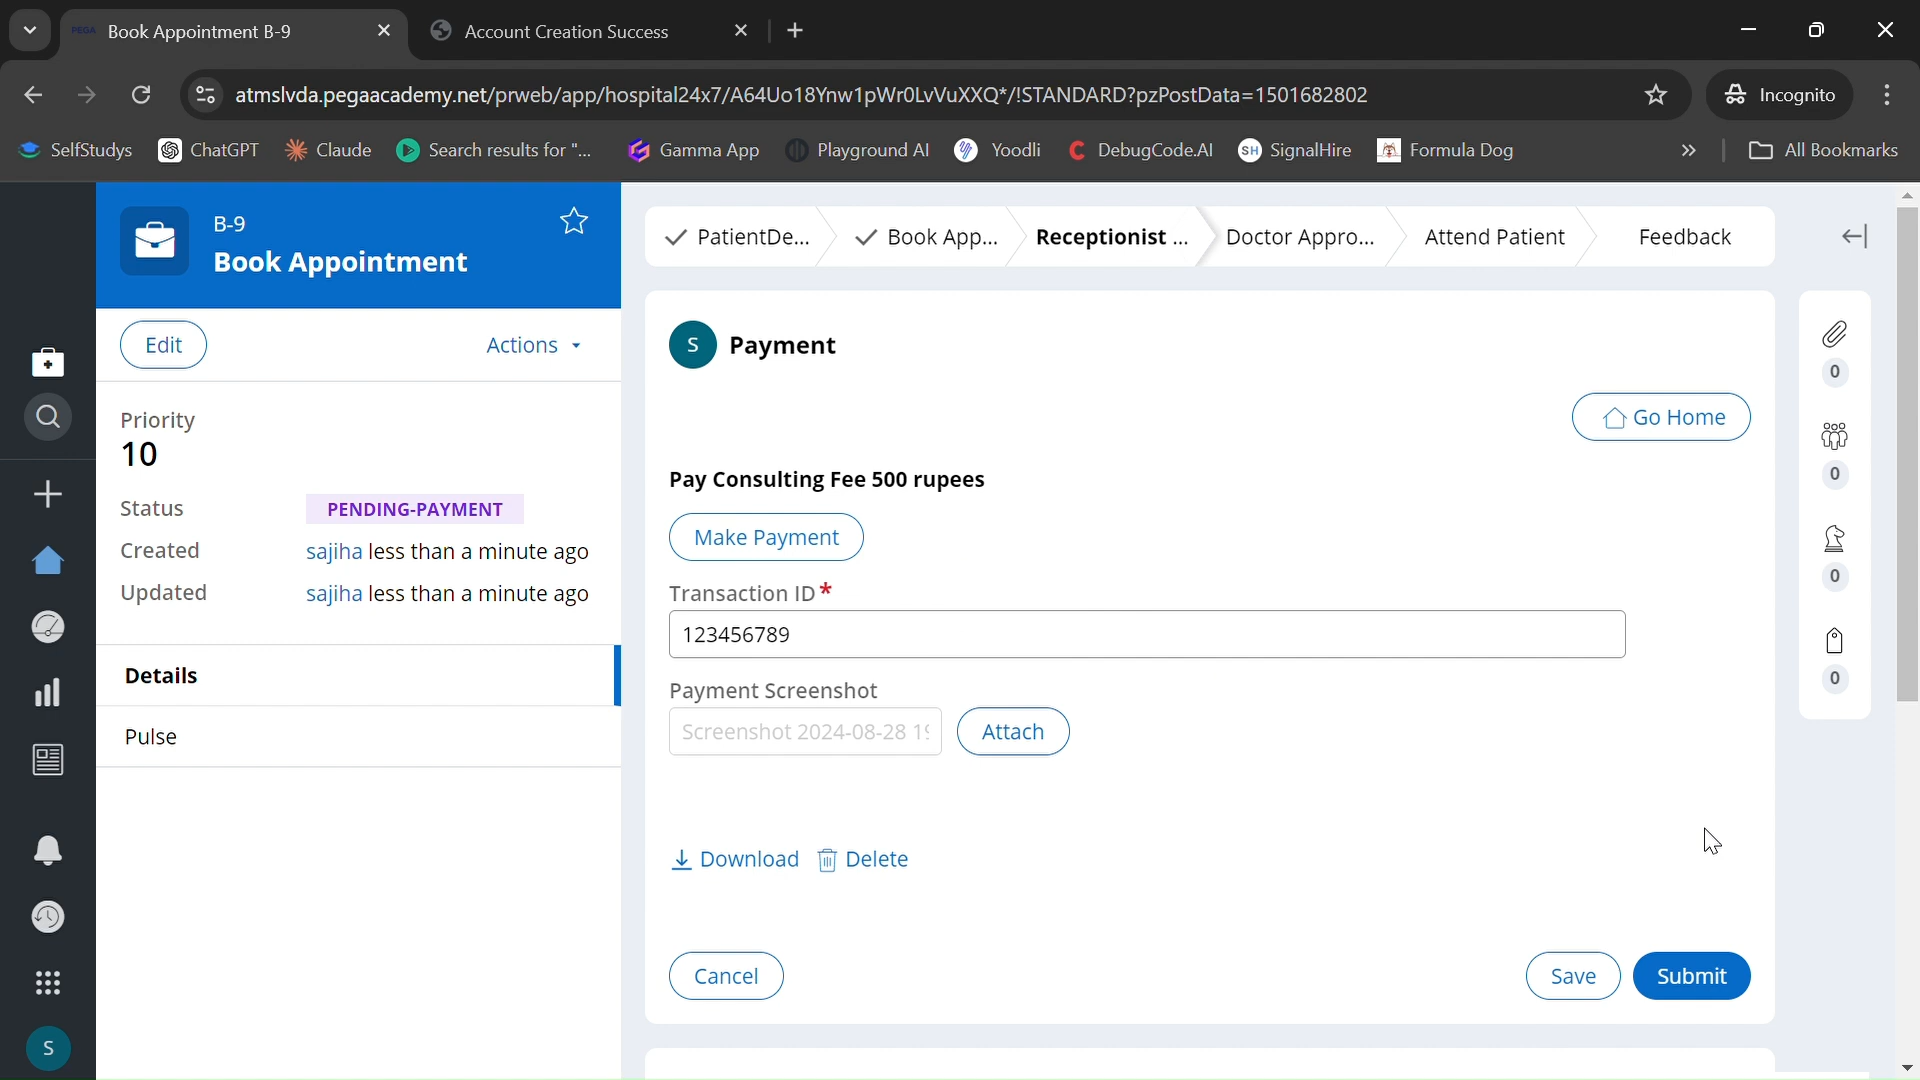 Book Appointment B-9
Account Creation Success
atmslvda.pegaacademy.net/prweb/app/hospital24x7/A64Uo18Ynw1pWr0LvVuXXQ*/!STANDARD?pzPostData=1501682802
Incognito
SelfStudys
ChatGPT
Claude
Search results for "...
Gamma App
Playground AI
Yoodli
DebugCode.AI
SH SignalHire
Formula Dog
»
All Bookmarks
B-9
Book Appointment
Edit
Actions
Priority
10
Status PENDING-PAYMENT
Created sajiha less than a minute ago
Updated sajiha less than a minute ago
Details
Pulse
S
PatientDe...
Book App...
Receptionist ...
Doctor Appro...
Attend Patient
Feedback
S Payment
Go Home
Pay Consulting Fee 500 rupees
Make Payment
Transaction ID*
123456789
Payment Screenshot
Screenshot 2024-08-28 19
Attach
Download Delete
Cancel
Save
Submit
0
0
0
0